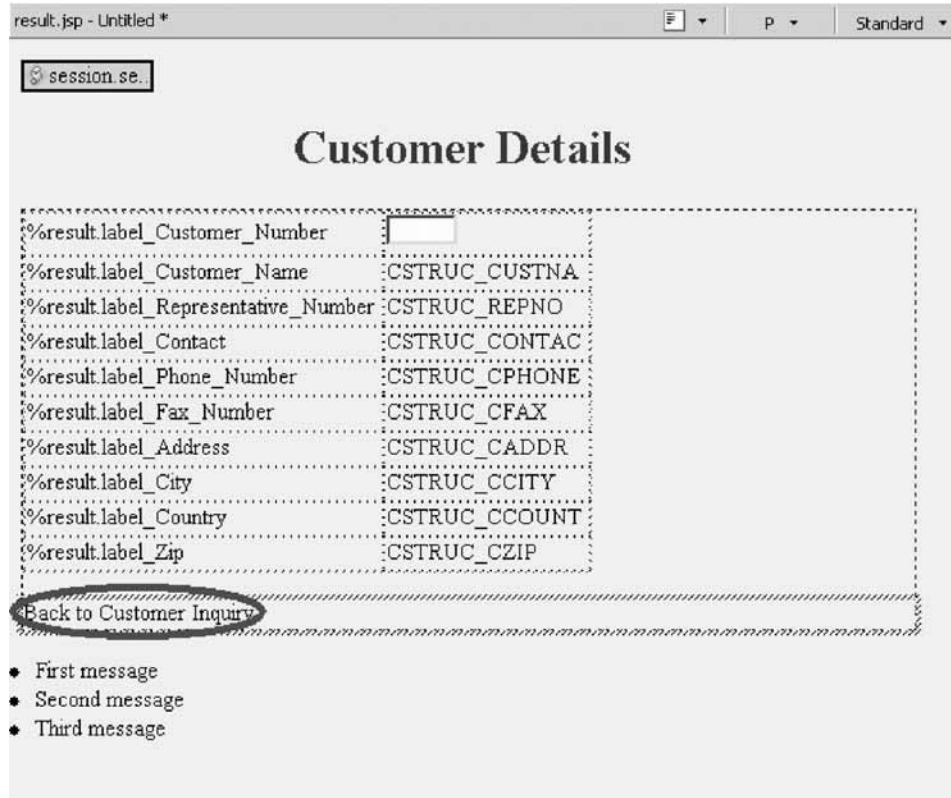 result.jsp - Untitled *
P
Standard
session.se..
Customer Details
%result.label_Customer_Number
%result.label_Customer_Name CSTRUC_CUSTNA
%result.label_Representative_Number CSTRUC_REPNO
%result.label_Contact CSTRUC_CONTAC
%result.label_Phone_Number CSTRUC_CPHONE
%result.label_Fax_Number CSTRUC_CFAX
%result.label_Address CSTRUC_CADDR
%result.label_City CSTRUC_CCITY
%result.label_Country CSTRUC_CCOUNT
%result.label_Zip CSTRUC_CZIP
Back to Customer Inquiry
First message
Second message
Third message